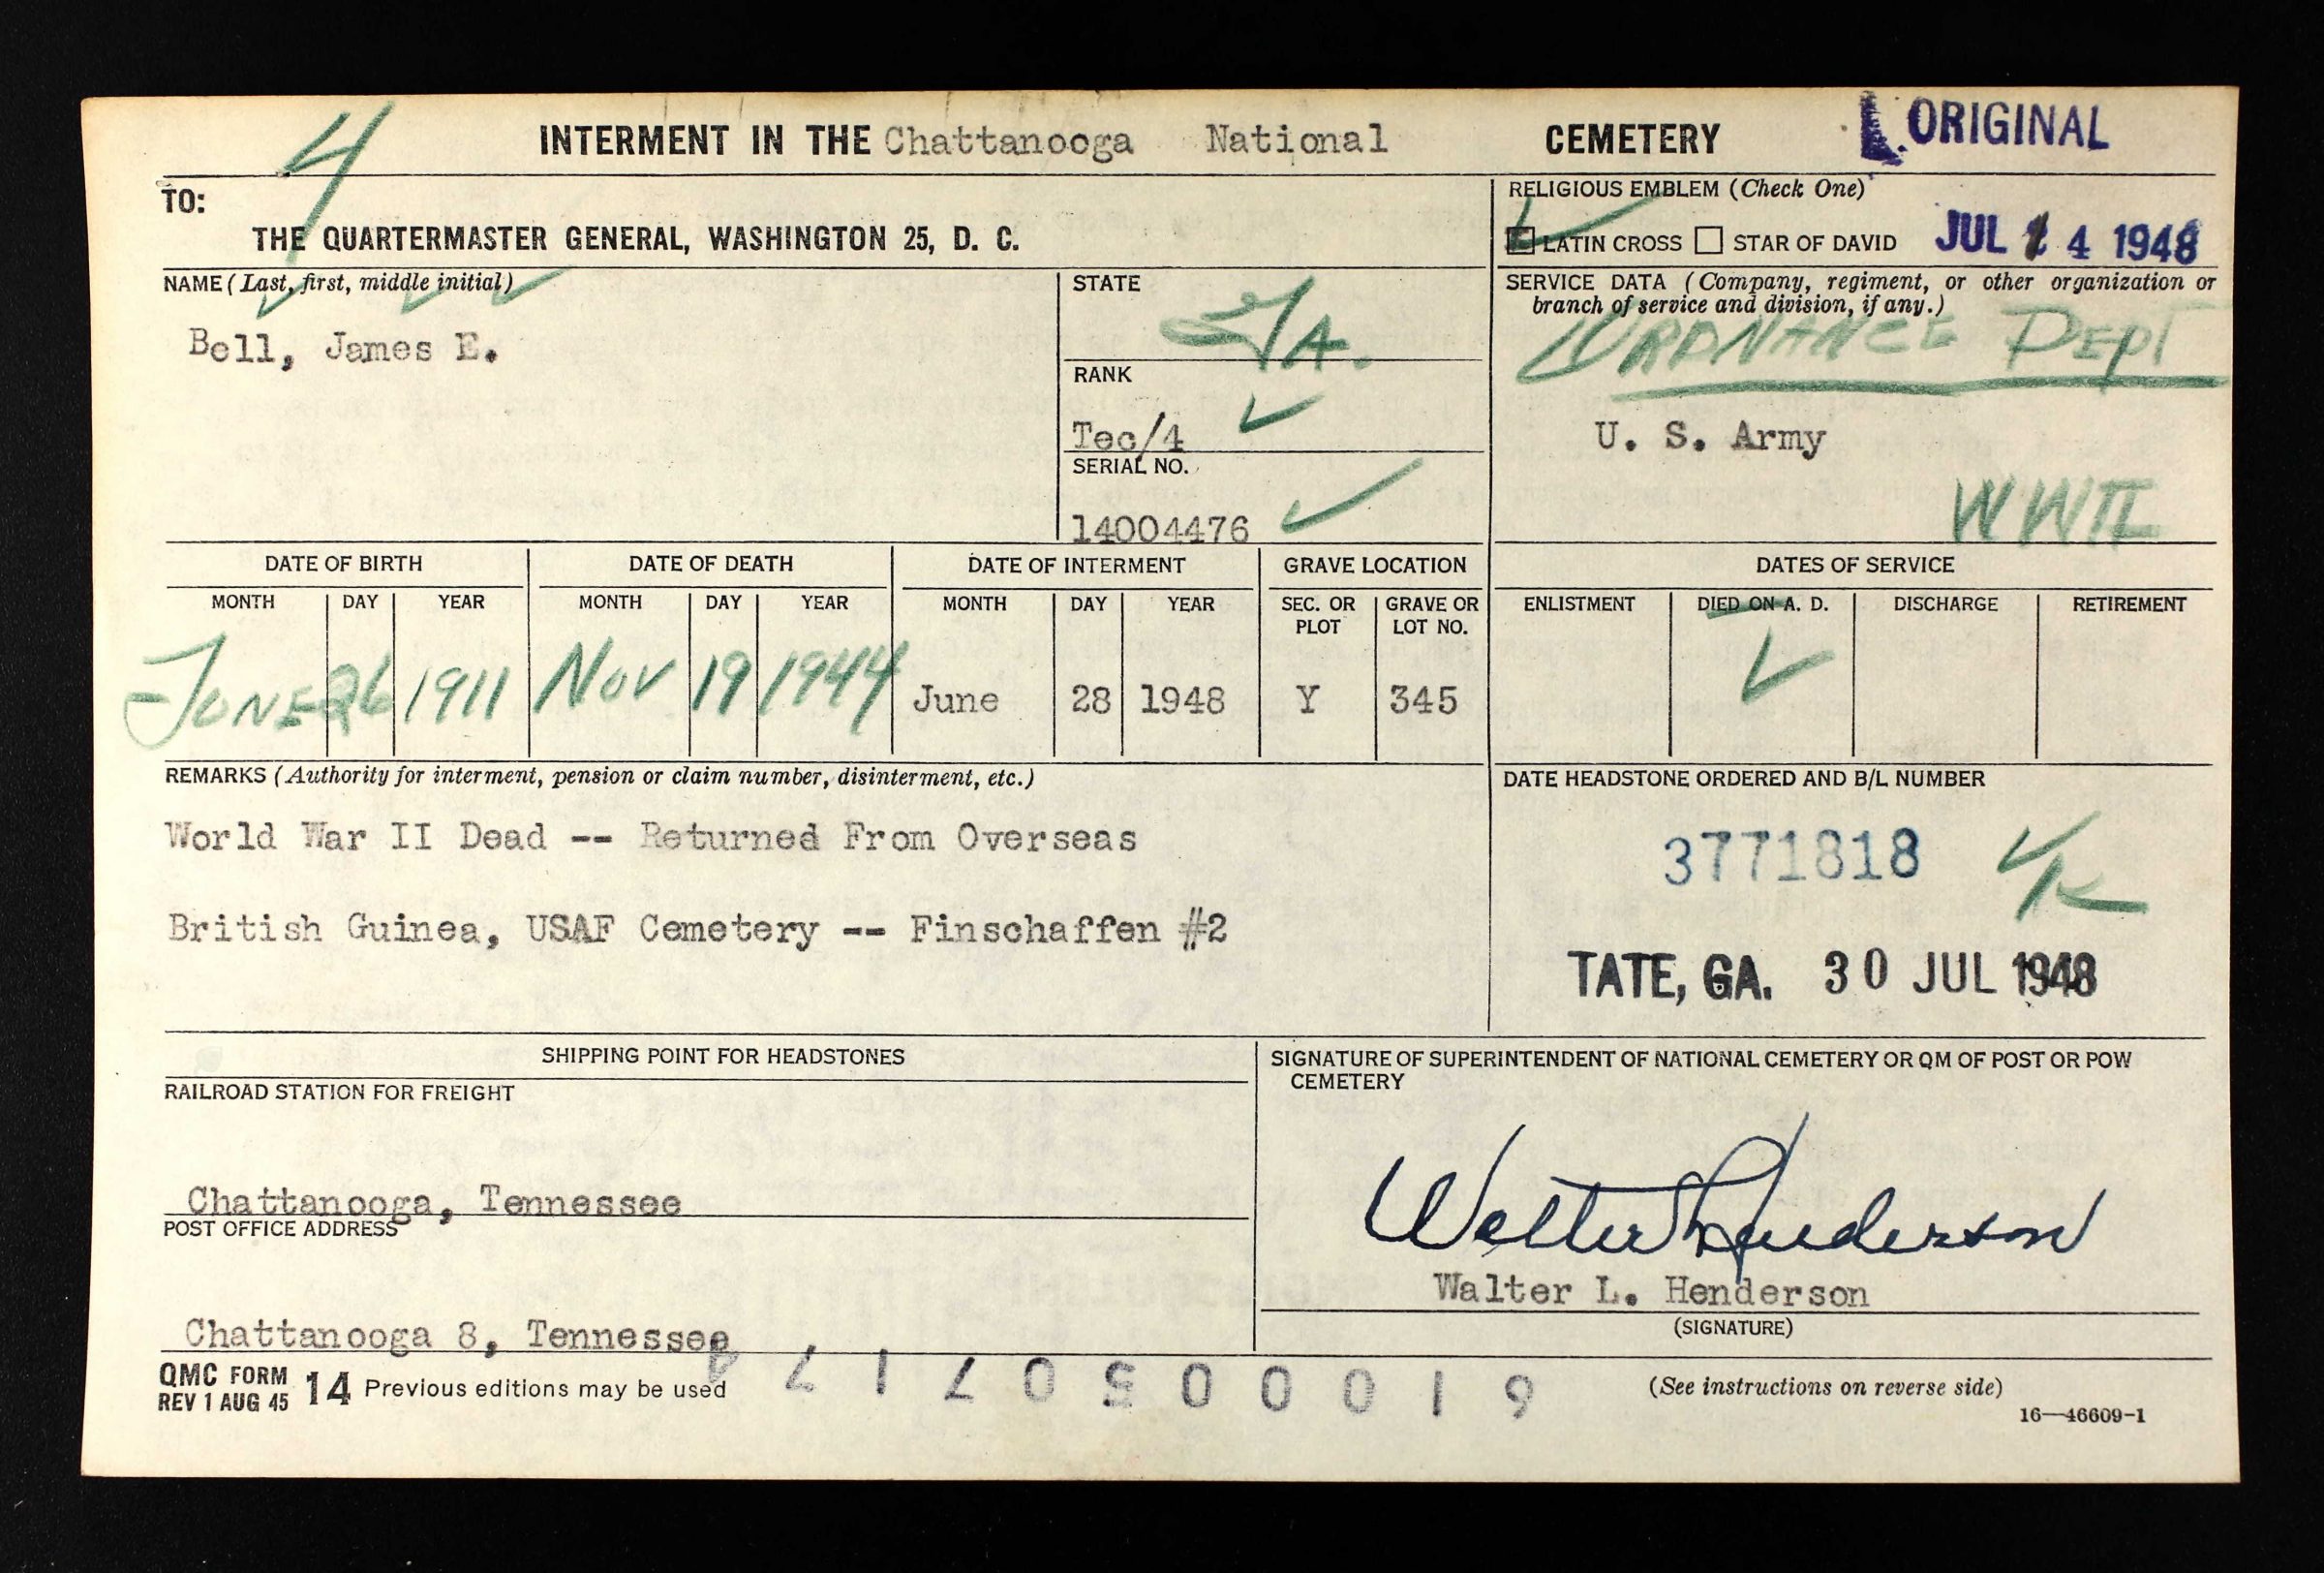 4
INTERMENT IN THE Chattanooga National CEMETERY
ORIGINAL
TO:
THE QUARTERMASTER GENERAL, WASHINGTON 25, D. C.
RELIGIOUS EMBLEM (Check One)
LATIN CROSS STAR OF DAVID
JUL 14 1948
NAME (Last, first, middle initial)
Bell, James E.
STATE
GA.
RANK
Tec/4
SERIAL NO.
14004476
SERVICE DATA (Company, regiment, or other organization or
branch of service and division, if any.)
ORDNANCE DEPT
U. S. Army
WWII
DATE OF BIRTH DATE OF DEATH DATE OF INTERMENT GRAVE LOCATION DATES OF SERVICE
MONTH DAY YEAR MONTH DAY YEAR MONTH DAY YEAR SEC. OR PLOT GRAVE OR LOT NO. ENLISTMENT DIED ON A. D. DISCHARGE RETIREMENT
JUNE 26 1911 NOV 19 1944 June 28 1948 Y 345
REMARKS (Authority for interment, pension or claim number, disinterment, etc.)
World War II Dead -- Returned From Overseas
British Guinea, USAF Cemetery -- Finschaffen #2
DATE HEADSTONE ORDERED AND B/L NUMBER
3771818
TATE, GA. 30 JUL 1948
SHIPPING POINT FOR HEADSTONES
RAILROAD STATION FOR FREIGHT
Chattanooga, Tennessee
POST OFFICE ADDRESS
Chattanooga 8, Tennessee
SIGNATURE OF SUPERINTENDENT OF NATIONAL CEMETERY OR QM OF POST OR POW
CEMETERY
Walter L Henderson
Walter L. Henderson
(SIGNATURE)
QMC FORM 14 Previous editions may be used
REV 1 AUG 45
(See instructions on reverse side)
16—46609-1